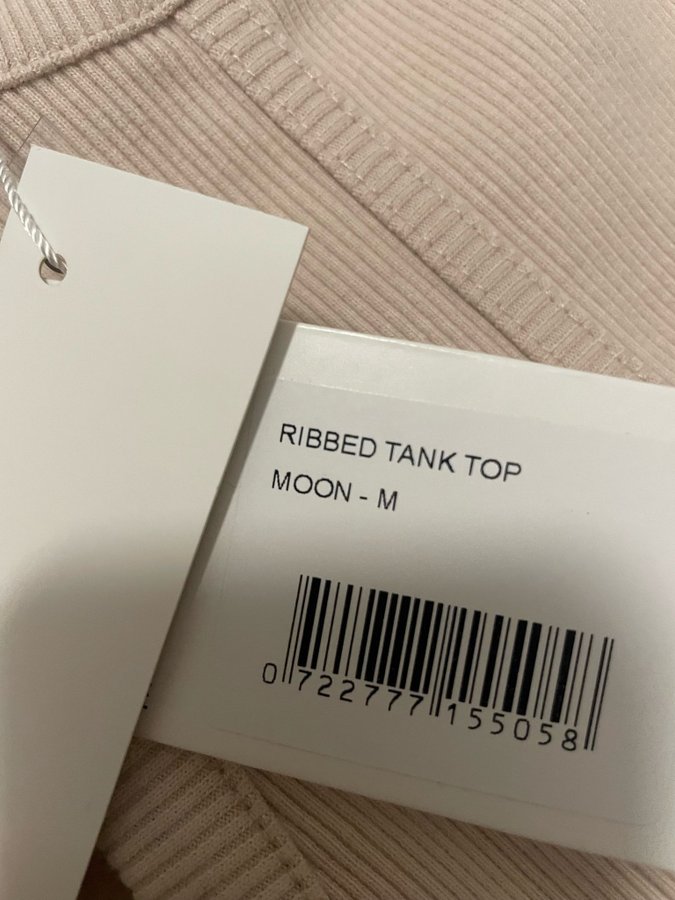 RIBBED TANK TOP
MOON - M
0 722777 155058